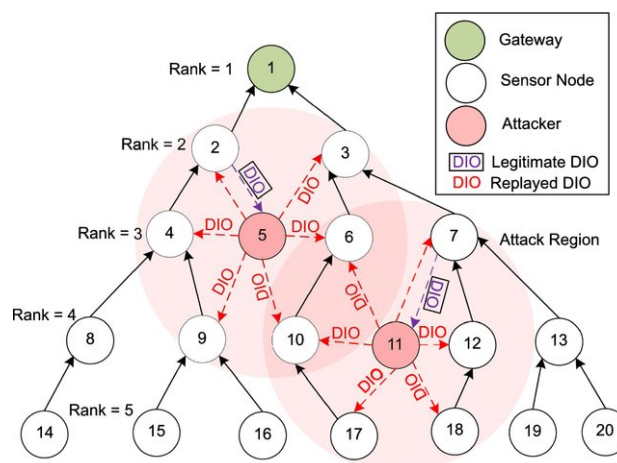 Gateway
Sensor Node
Attacker
DIO Legitimate DIO
DIO Replayed DIO
Rank = 1
1
Rank = 2
2
3
DIO
DIO
Rank = 3
4
DIO
5
DIO
6
7
Attack Region
DIO
DIO
DIO
DIO
Rank = 4
8
9
10
DIO
11
DIO
12
13
DIO
DIO
Rank = 5
14
15
16
17
18
19
20